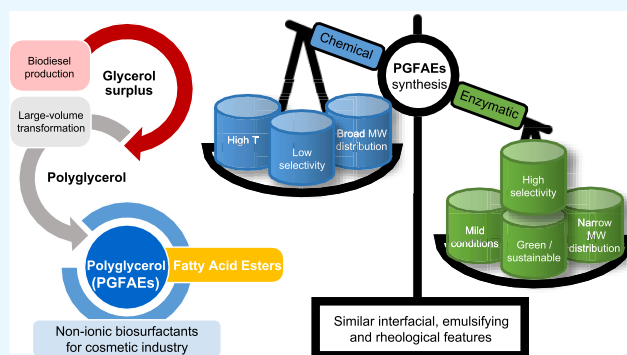 Biodiesel
production
Glycerol
surplus
Large-volume
transformation
Polyglycerol
Polyglycerol
(PGFAEs)
Fatty Acid Esters
Non-ionic biosurfactants
for cosmetic industry
Chemical
PGFAEs
synthesis
Enzymatic
High T
Low
selectivity
Broad MW
distribution
High
selectivity
Mild
conditions
Green /
sustainable
Narrow
MW
distribution
Similar interfacial, emulsifying
and rheological features